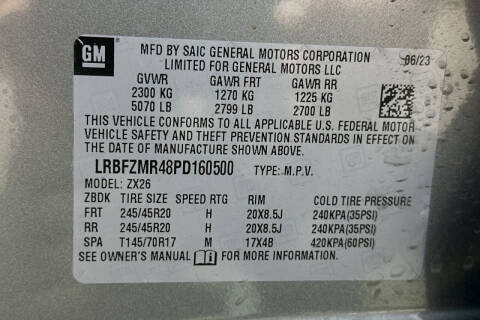 GM
MFD BY SAIC GENERAL MOTORS CORPORATION 06/23
LIMITED FOR GENERAL MOTORS LLC
GVWR GAWR FRT GAWR RR
2300 KG 1270 KG 1225 KG
5070 LB 2799 LB 2700 LB
THIS VEHICLE CONFORMS TO ALL APPLICABLE U.S. FEDERAL MOTOR
VEHICLE SAFETY AND THEFT PREVENTION STANDARDS IN EFFECT ON
THE DATE OF MANUFACTURE SHOWN ABOVE.
LRBFZMR48PD160500 TYPE: M.P.V.
MODEL: ZX26
ZBDK TIRE SIZE SPEED RTG RIM COLD TIRE PRESSURE
FRT 245/45R20 H 20X8.5J 240KPA(35PSI)
RR 245/45R20 H 20X8.5J 240KPA(35PSI)
SPA T145/70R17 M 17X4B 420KPA(60PSI)
SEE OWNER'S MANUAL FOR MORE INFORMATION.